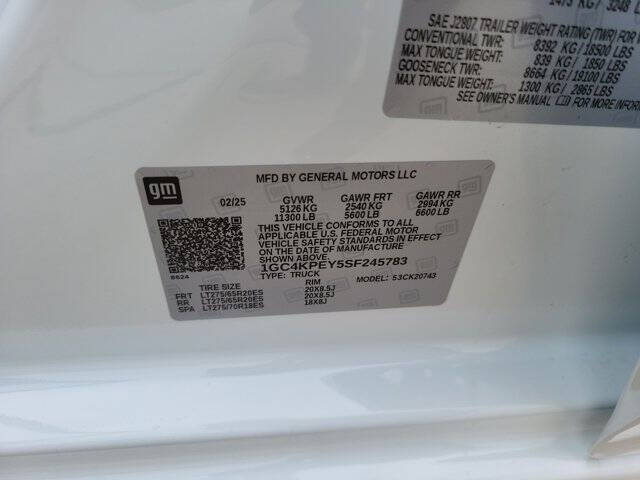 1475 KG / 3248
SAE J2807 TRAILER WEIGHT RATING (TWR) FOR
CONVENTIONAL TWR: 8392 KG / 18500 LBS
MAX TONGUE WEIGHT: 839 KG / 1850 LBS
GOOSENECK TWR: 8664 KG / 19100 LBS
MAX TONGUE WEIGHT: 1300 KG / 2865 LBS
SEE OWNER'S MANUAL FOR MORE INFOR
gm
gm
MFD BY GENERAL MOTORS LLC
02/25 GVWR GAWR FRT GAWR RR
5126 KG 2540 KG 2994 KG
11300 LB 5600 LB 6600 LB
THIS VEHICLE CONFORMS TO ALL
APPLICABLE U.S. FEDERAL MOTOR
VEHICLE SAFETY STANDARDS IN EFFECT
ON THE DATE OF MANUFACTURE SHOWN ABOVE.
1GC4KPEY5SF245783
TYPE: TRUCK MODEL: 53CK20743
8624
TIRE SIZE RIM
FRT LT275/65R20ES 20X8.5J
RR LT275/65R20ES 20X8.5J
SPA LT275/70R18ES 18X8J